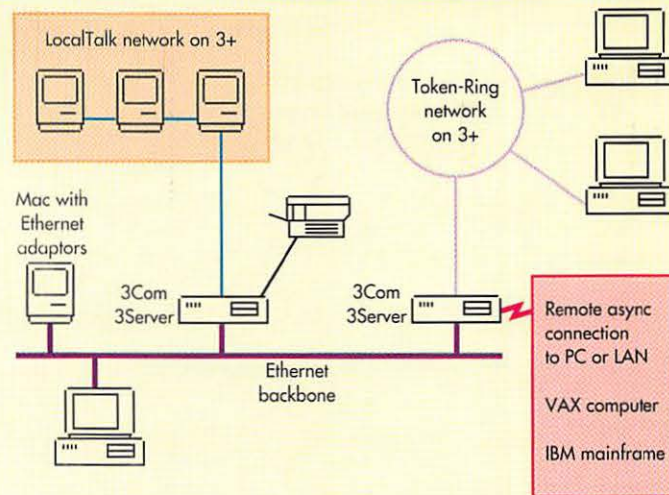 LocalTalk network on 3+
Token-Ring
network
on 3+
Mac with
Ethernet
adaptors
3Com
3Server
3Com
3Server
Ethernet
backbone
Remote async
connection
to PC or LAN
VAX computer
IBM mainframe